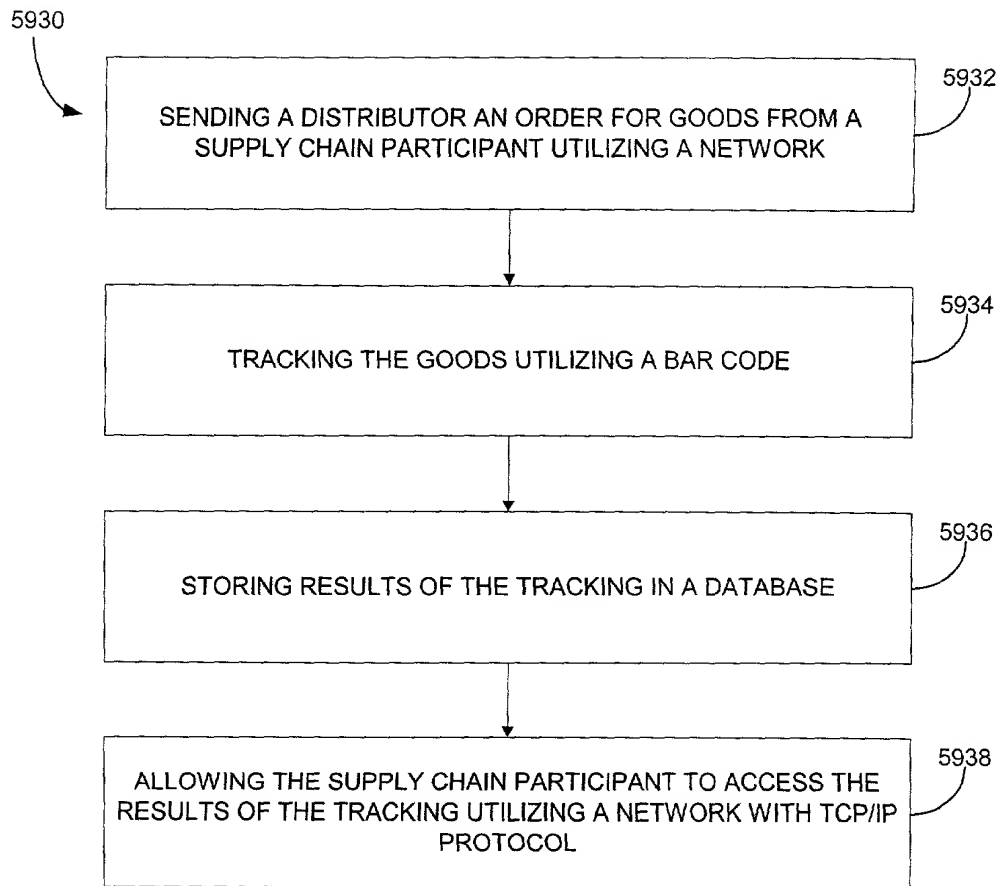 5930
5932
SENDING A DISTRIBUTOR AN ORDER FOR GOODS FROM A
SUPPLY CHAIN PARTICIPANT UTILIZING A NETWORK
5934
TRACKING THE GOODS UTILIZING A BAR CODE
5936
STORING RESULTS OF THE TRACKING IN A DATABASE
5938
ALLOWING THE SUPPLY CHAIN PARTICIPANT TO ACCESS THE
RESULTS OF THE TRACKING UTILIZING A NETWORK WITH TCP/IP
PROTOCOL